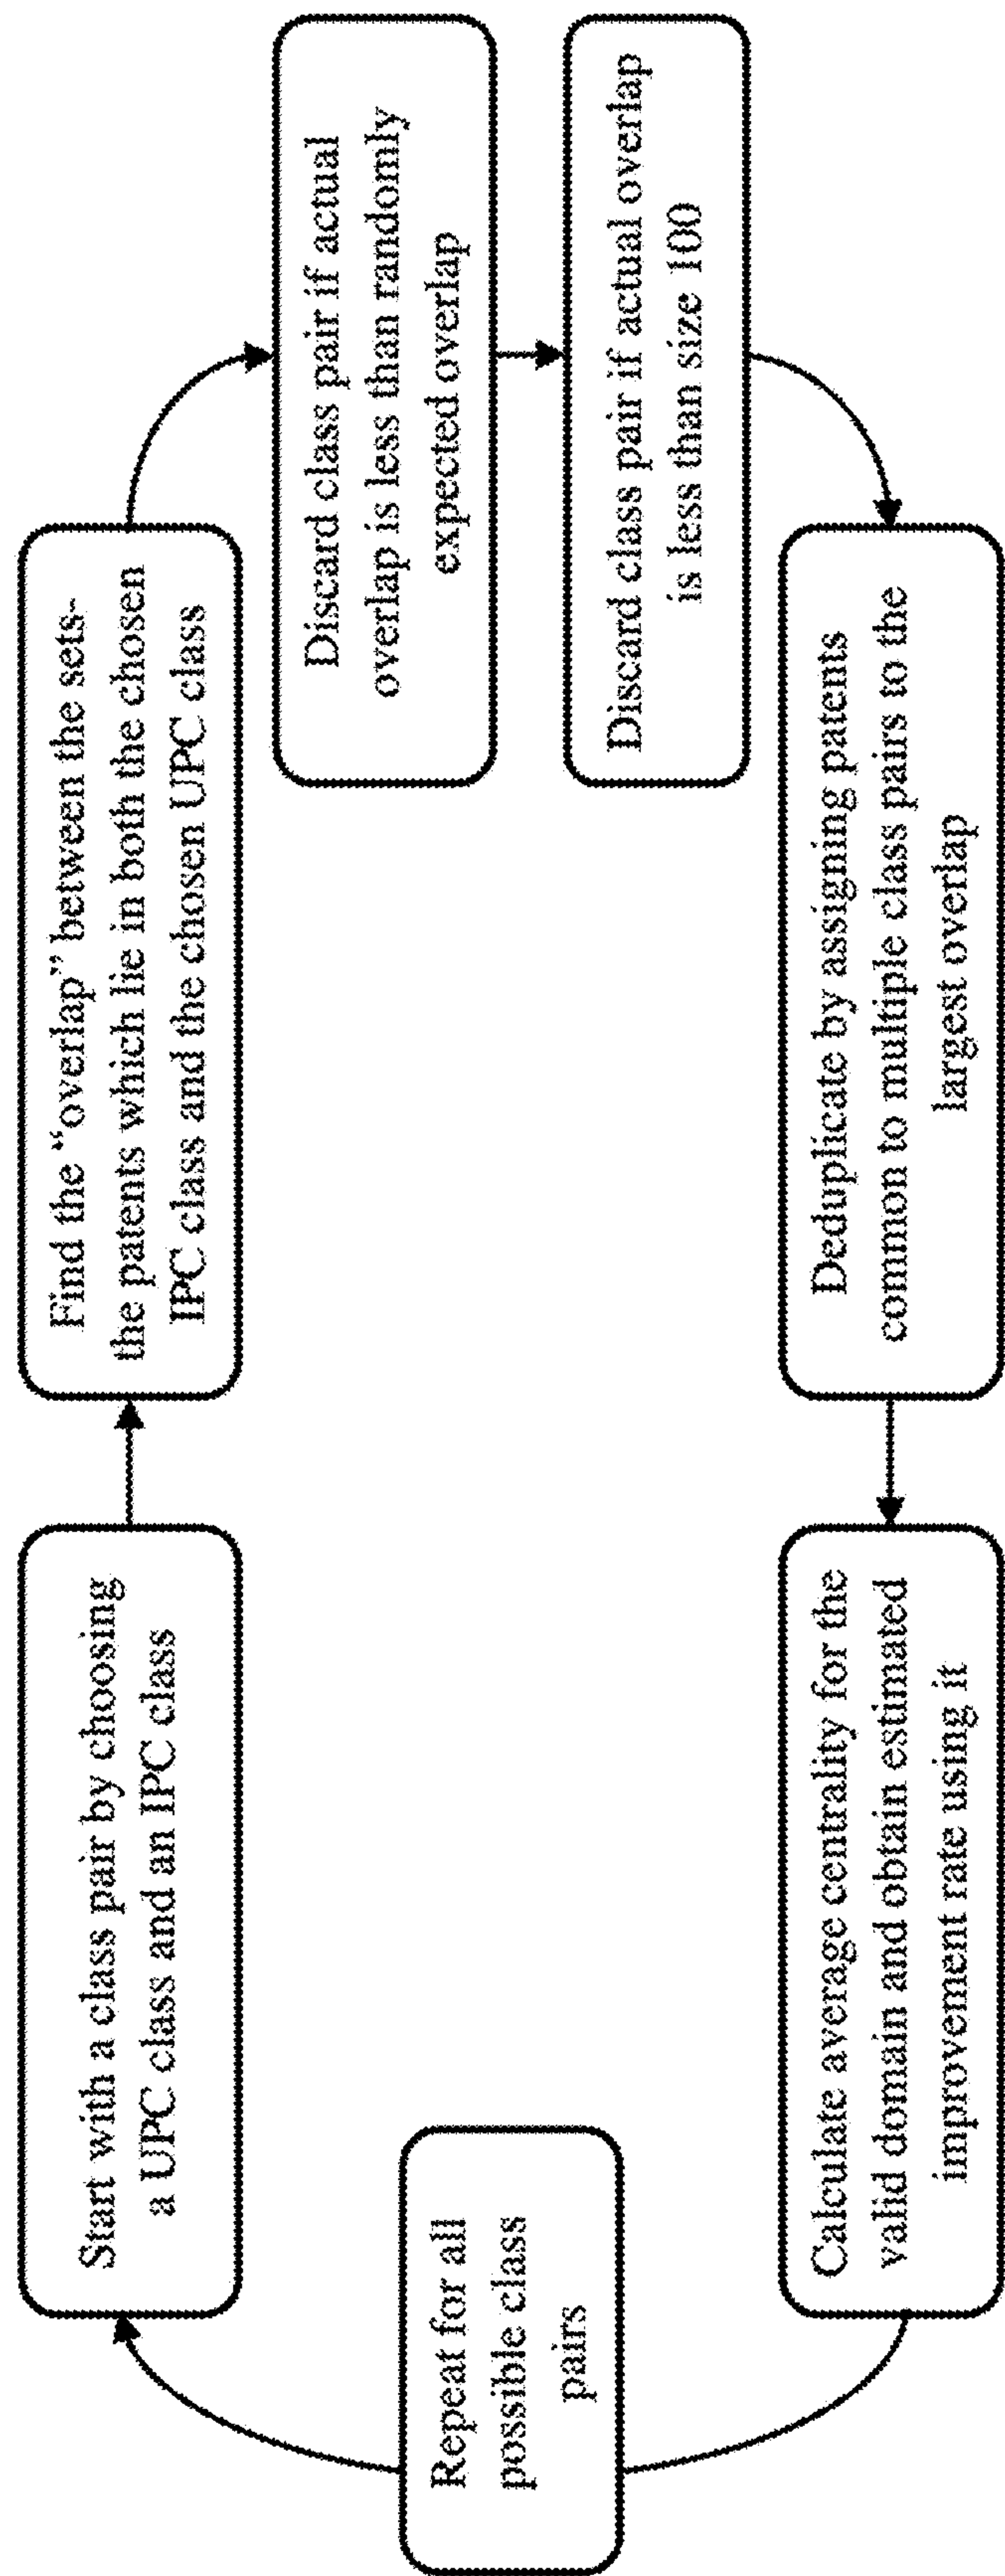 Start with a class pair by choosing
a UPC class and an IPC class
Find the “overlap” between the sets-
the patents which lie in both the chosen
IPC class and the chosen UPC class
Discard class pair if actual
overlap is less than randomly
expected overlap
Discard class pair if actual overlap
is less than size 100
Deduplicate by assigning patents
common to multiple class pairs to the
largest overlap
Calculate average centrality for the
valid domain and obtain estimated
improvement rate using it
Repeat for all
possible class
pairs